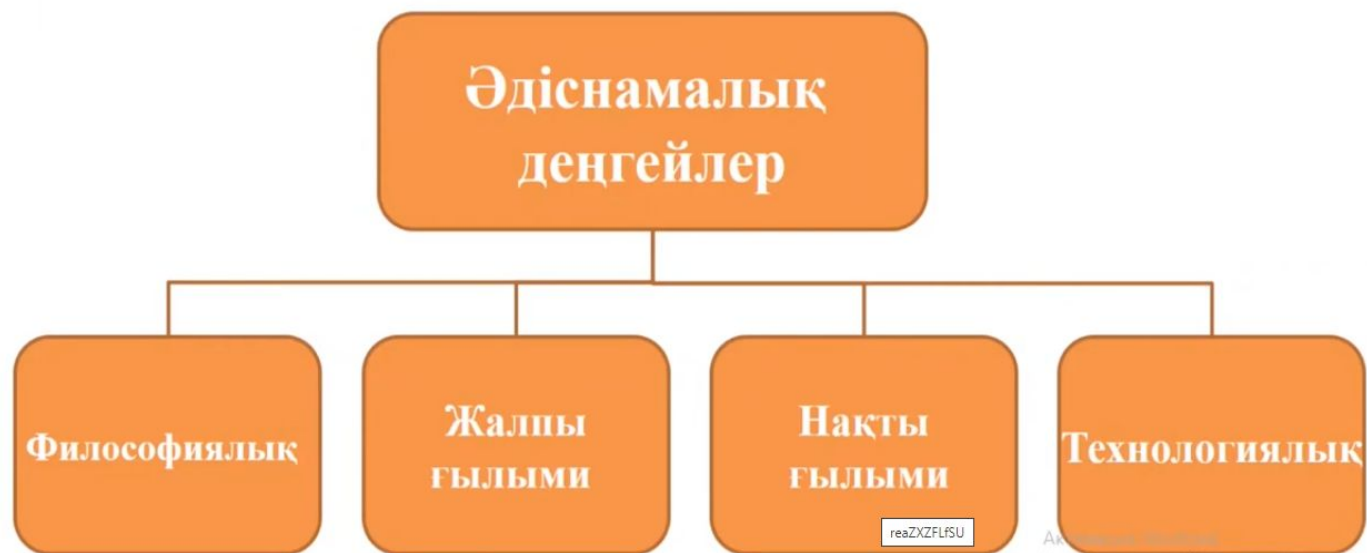 Әдіснамалық
деңгейлер
Философиялық
Жалпы
ғылыми
Нақты
ғылыми
Технологиялық
reaZXZFLfSU